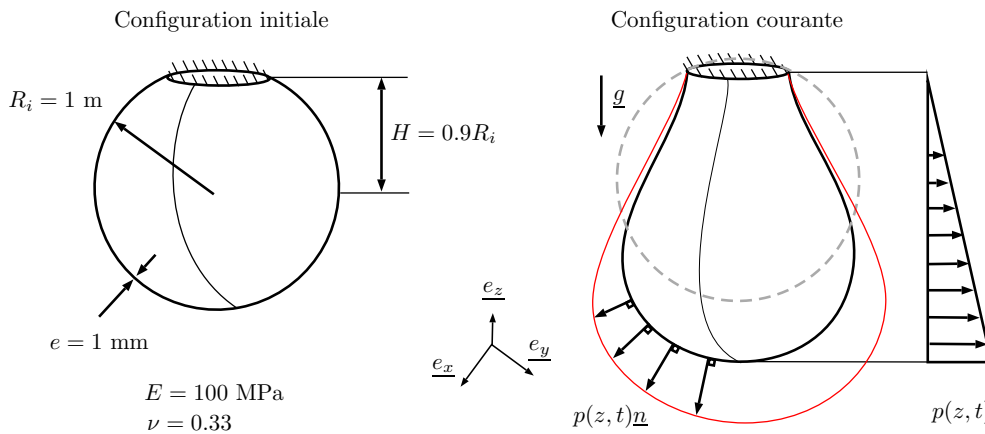 Configuration initiale
Configuration courante
R_i = 1 m
H = 0.9R_i
e = 1 mm
E = 100 MPa
ν = 0.33
e_z
e_y
e_x
g
p(z, t)n
p(z, t)